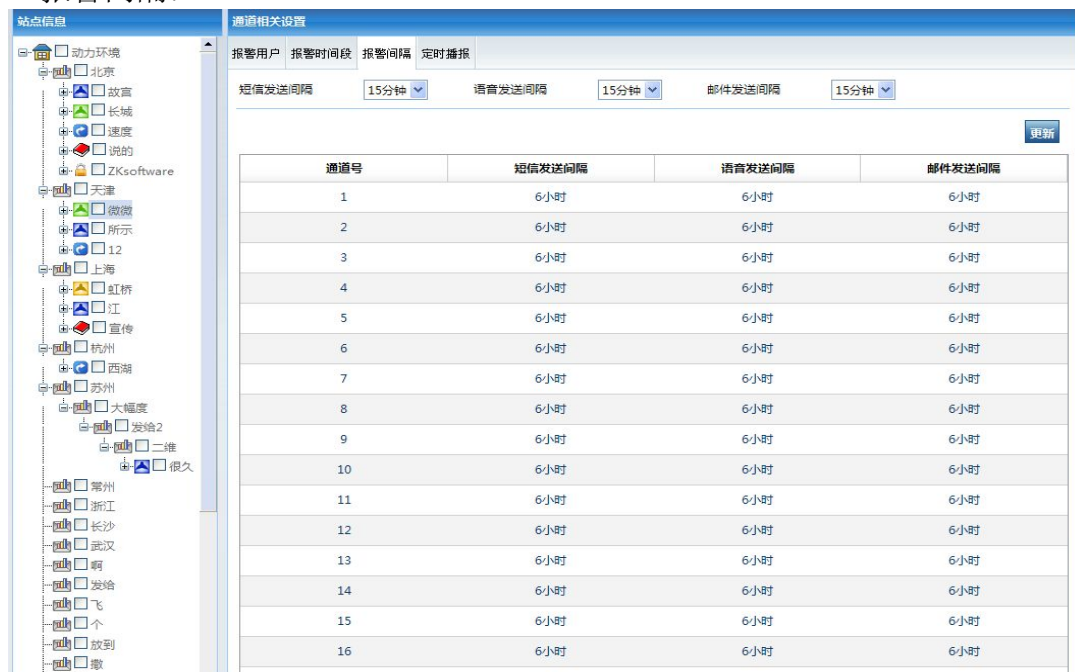 站点信息
动力环境
北京
故宫
长城
速度
说的
ZKsoftware
天津
微微
所示
12
上海
虹桥
江
宣传
杭州
西湖
苏州
大幅度
发给2
二维
很久
常州
浙江
长沙
武汉
啊
发给
飞
个
放到
撒
通道相关设置
报警用户 报警时间段 报警间隔 定时播报
短信发送间隔 15分钟 语音发送间隔 15分钟 邮件发送间隔 15分钟
更新
通道号 短信发送间隔 语音发送间隔 邮件发送间隔
1 6小时 6小时 6小时
2 6小时 6小时 6小时
3 6小时 6小时 6小时
4 6小时 6小时 6小时
5 6小时 6小时 6小时
6 6小时 6小时 6小时
7 6小时 6小时 6小时
8 6小时 6小时 6小时
9 6小时 6小时 6小时
10 6小时 6小时 6小时
11 6小时 6小时 6小时
12 6小时 6小时 6小时
13 6小时 6小时 6小时
14 6小时 6小时 6小时
15 6小时 6小时 6小时
16 6小时 6小时 6小时